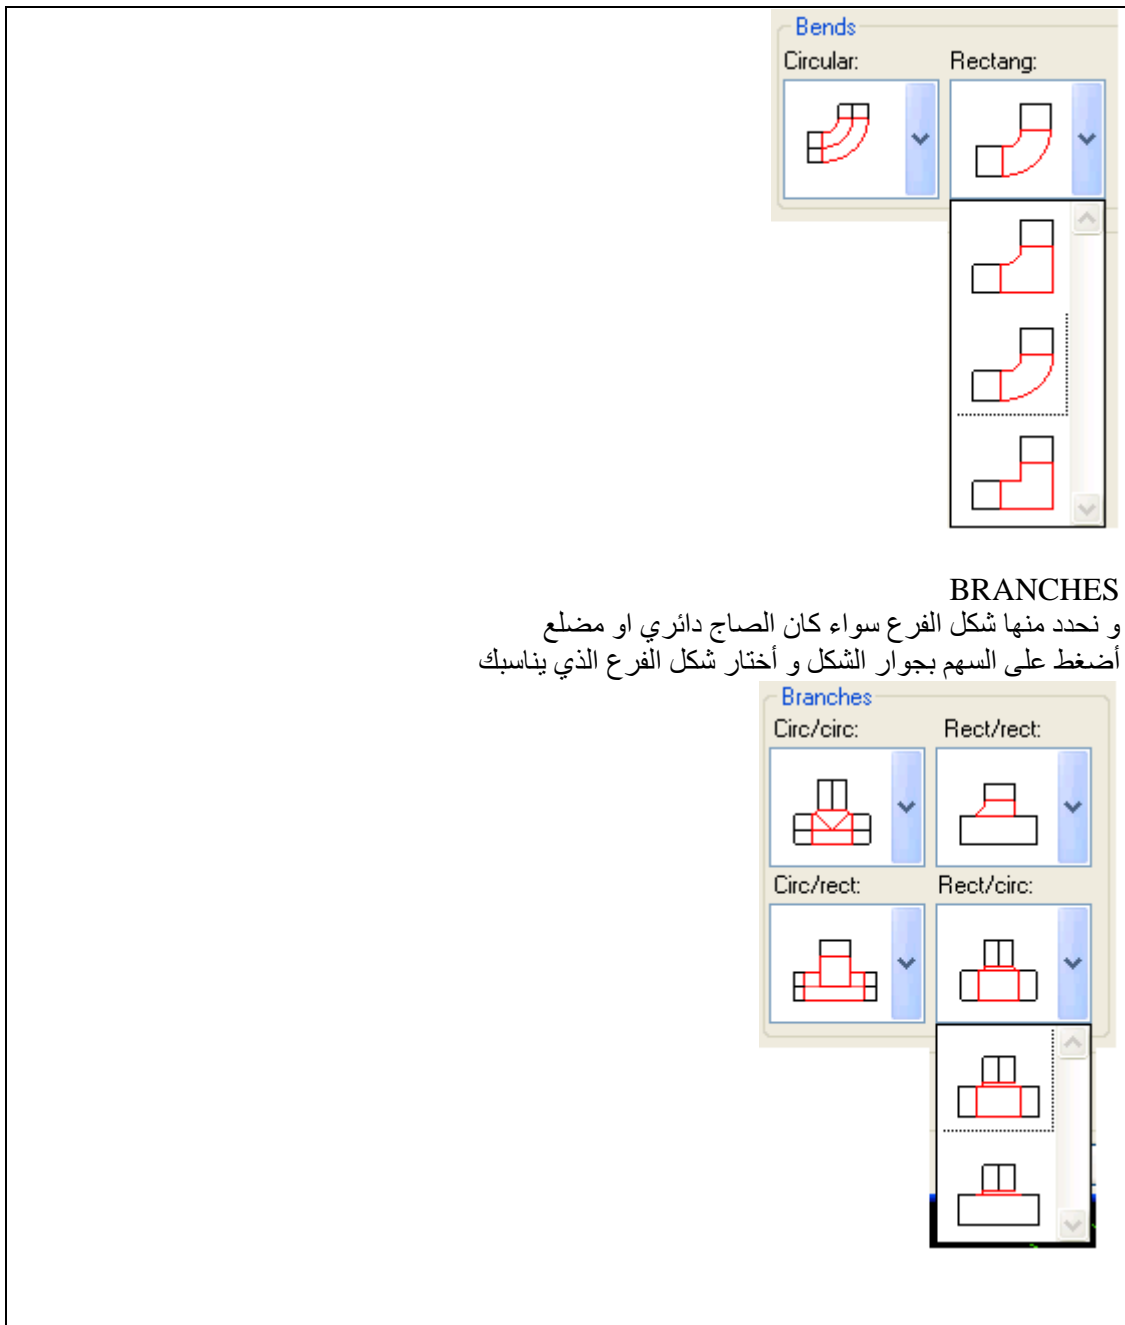 Bends
Circular: Rectang:
BRANCHES
و نحدد منها شكل الفرع سواء كان الصاج دائري او مضلع
أضغط على السهم بجوار الشكل و أختار شكل الفرع الذي يناسبك
Branches
Circ/circ: Rect/rect:
Circ/rect: Rect/circ: